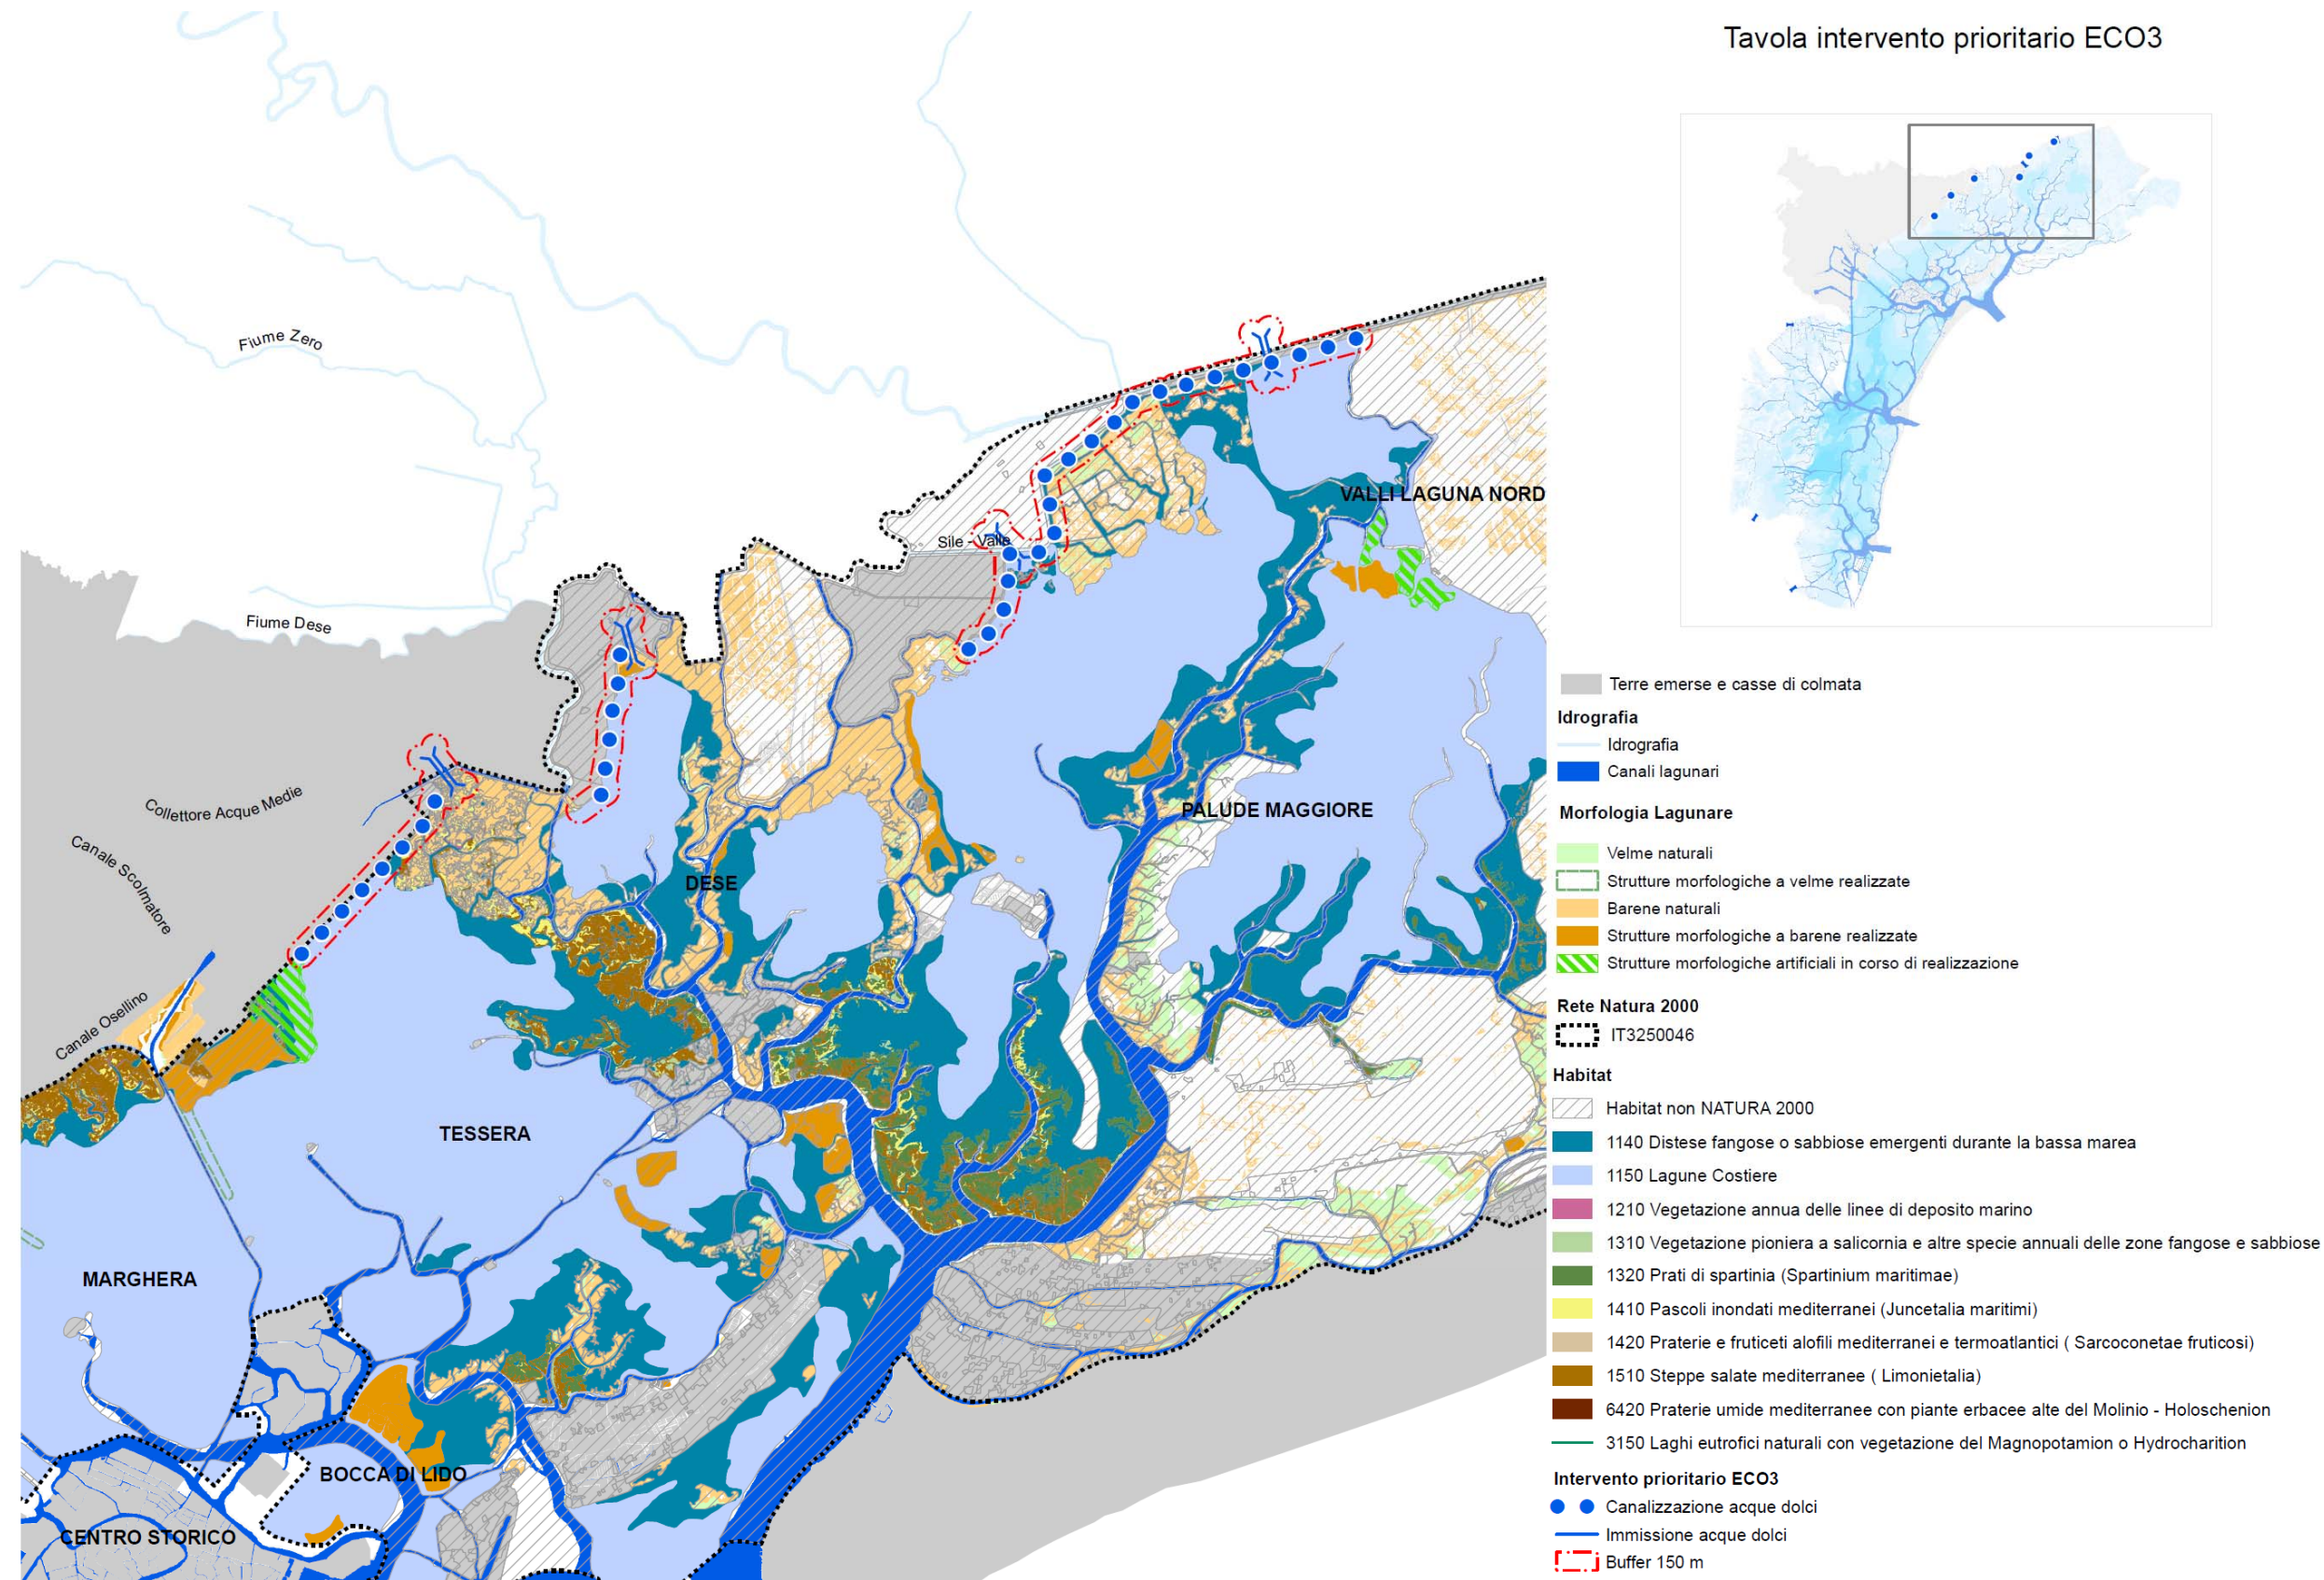 Tavola intervento prioritario ECO3
Fiume Zero
Fiume Dese
Sile - Valle
VALLI LAGUNA NORD
Collettore Acque Medie
Canale Scolmatore
Canale Osellino
PALUDE MAGGIORE
DESE
TESSERA
MARGHERA
BOCCA DI LIDO
CENTRO STORICO
Terre emerse e casse di colmata
Idrografia
Idrografia
Canali lagunari
Morfologia Lagunare
Velme naturali
Strutture morfologiche a velme realizzate
Barene naturali
Strutture morfologiche a barene realizzate
Strutture morfologiche artificiali in corso di realizzazione
Rete Natura 2000
IT3250046
Habitat
Habitat non NATURA 2000
1140 Distese fangose o sabbiose emergenti durante la bassa marea
1150 Lagune Costiere
1210 Vegetazione annua delle linee di deposito marino
1310 Vegetazione pioniera a salicornia e altre specie annuali delle zone fangose e sabbiose
1320 Prati di spartinia (Spartinium maritimae)
1410 Pascoli inondati mediterranei (Juncetalia maritimi)
1420 Praterie e fruticeti alofili mediterranei e termoatlantici ( Sarcoconetae fruticosi)
1510 Steppe salate mediterranee ( Limonietalia)
6420 Praterie umide mediterranee con piante erbacee alte del Molinio - Holoschenion
3150 Laghi eutrofici naturali con vegetazione del Magnopotamion o Hydrocharition
Intervento prioritario ECO3
Canalizzazione acque dolci
Immissione acque dolci
Buffer 150 m